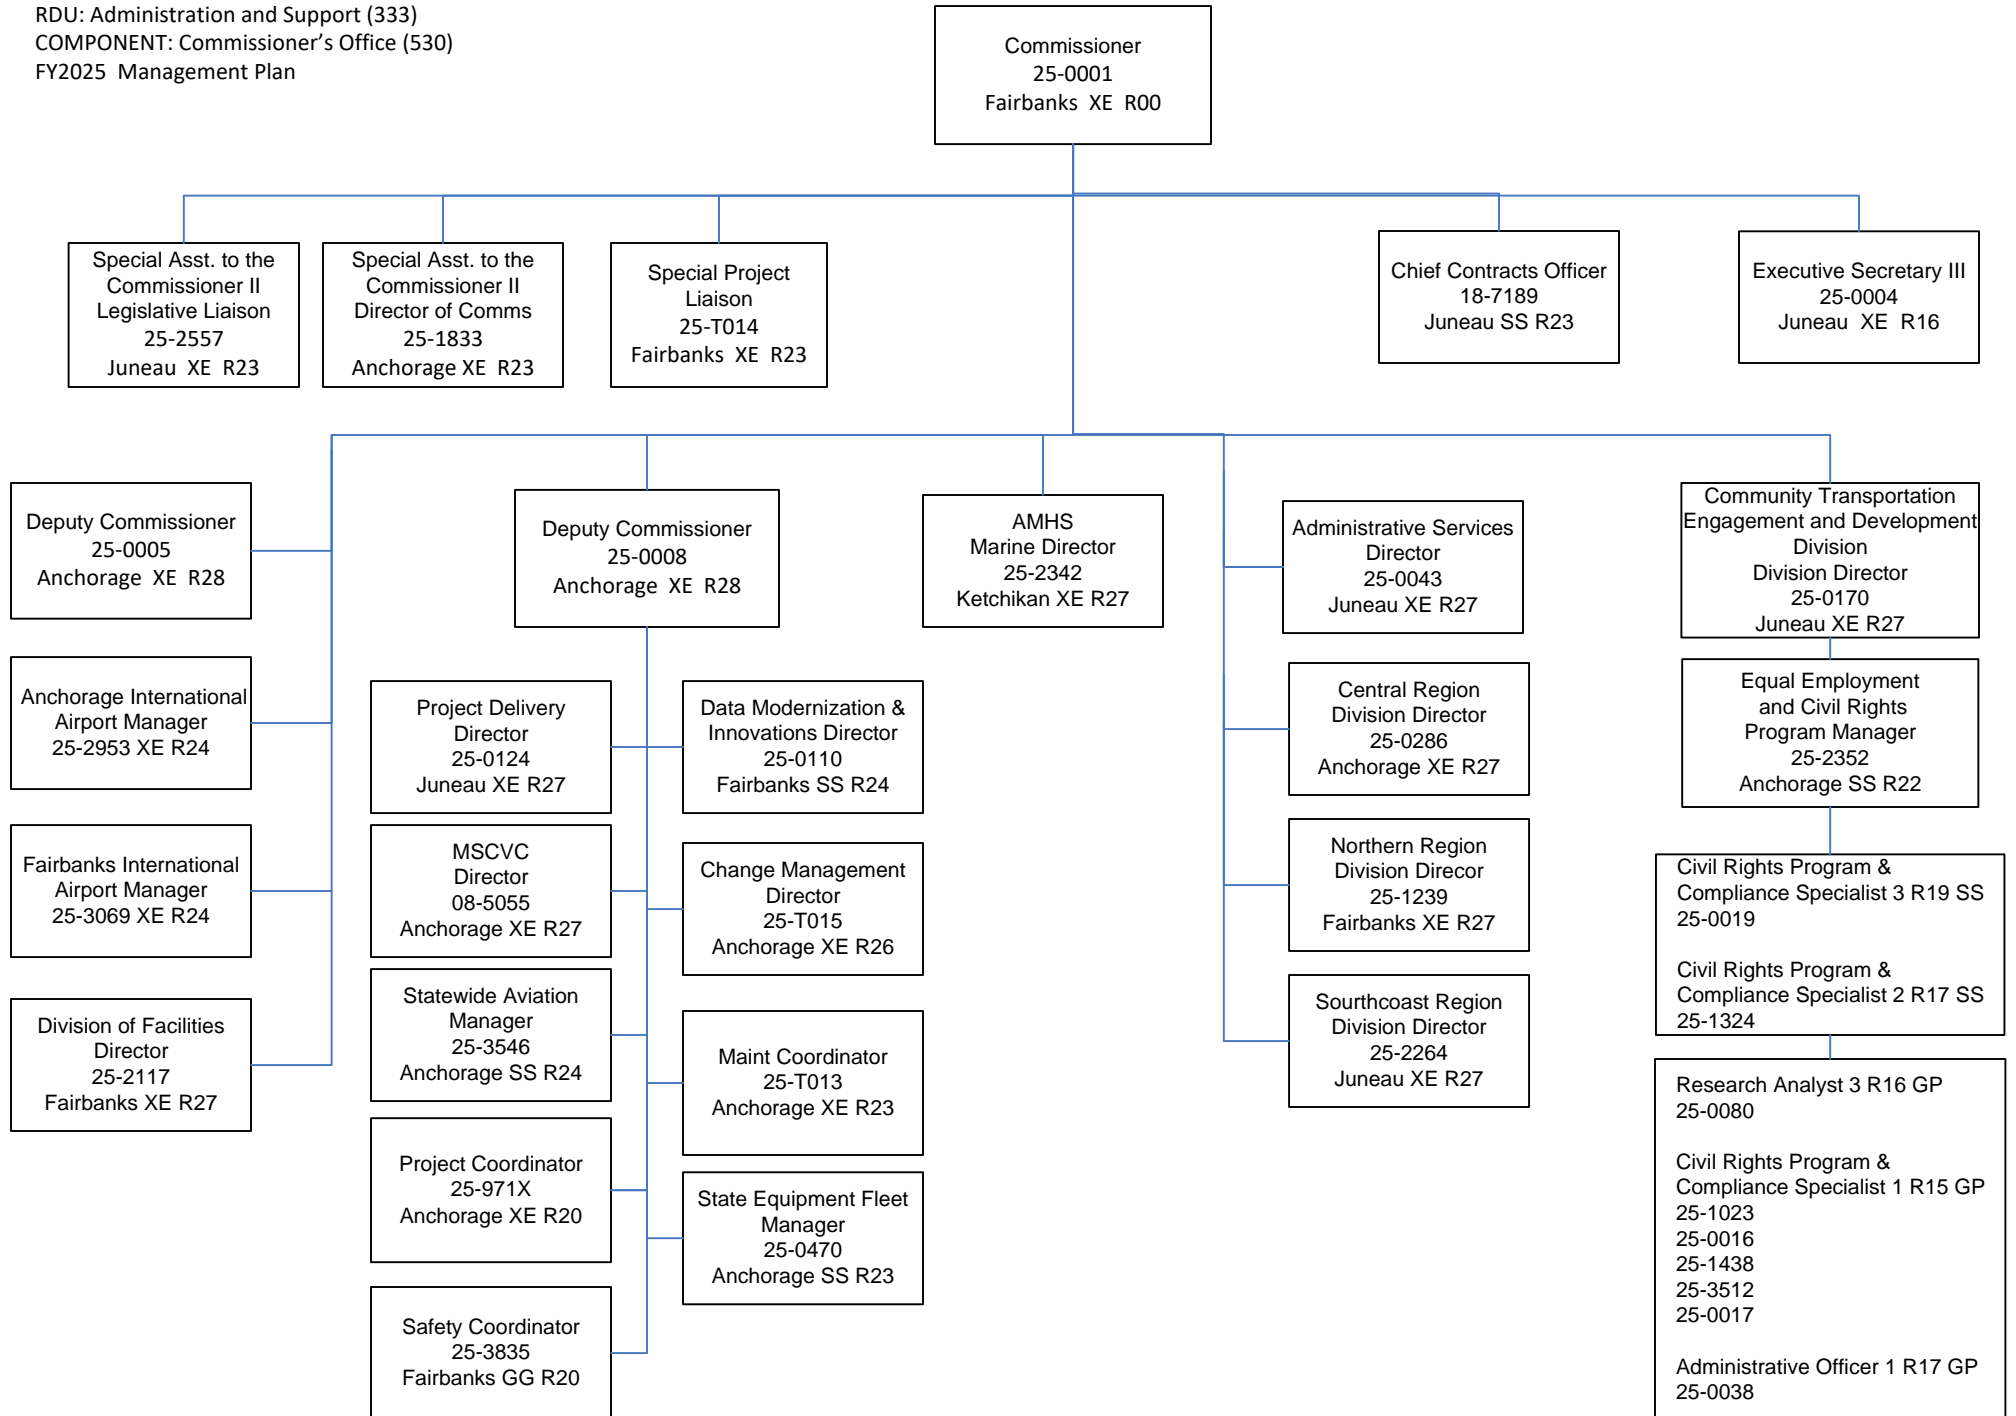 RDU: Administration and Support (333)
COMPONENT: Commissioner's Office (530)
FY2025 Management Plan
Commissioner
25-0001
Fairbanks XE R00
Special Asst. to the
Commissioner II
Legislative Liaison
25-2557
Juneau XE R23
Special Asst. to the
Commissioner II
Director of Comms
25-1833
Anchorage XE R23
Special Project
Liaison
25-T014
Fairbanks XE R23
Chief Contracts Officer
18-7189
Juneau SS R23
Executive Secretary III
25-0004
Juneau XE R16
Deputy Commissioner
25-0005
Anchorage XE R28
Anchorage International
Airport Manager
25-2953 XE R24
Fairbanks International
Airport Manager
25-3069 XE R24
Division of Facilities
Director
25-2117
Fairbanks XE R27
Deputy Commissioner
25-0008
Anchorage XE R28
Project Delivery
Director
25-0124
Juneau XE R27
MSCVC
Director
08-5055
Anchorage XE R27
Statewide Aviation
Manager
25-3546
Anchorage SS R24
Project Coordinator
25-971X
Anchorage XE R20
Safety Coordinator
25-3835
Fairbanks GG R20
Data Modernization &
Innovations Director
25-0110
Fairbanks SS R24
Change Management
Director
25-T015
Anchorage XE R26
Maint Coordinator
25-T013
Anchorage XE R23
State Equipment Fleet
Manager
25-0470
Anchorage SS R23
AMHS
Marine Director
25-2342
Ketchikan XE R27
Administrative Services
Director
25-0043
Juneau XE R27
Central Region
Division Director
25-0286
Anchorage XE R27
Northern Region
Division Direcor
25-1239
Fairbanks XE R27
Sourthcoast Region
Division Director
25-2264
Juneau XE R27
Community Transportation
Engagement and Development
Division
Division Director
25-0170
Juneau XE R27
Equal Employment
and Civil Rights
Program Manager
25-2352
Anchorage SS R22
Civil Rights Program &
Compliance Specialist 3 R19 SS
25-0019
Civil Rights Program &
Compliance Specialist 2 R17 SS
25-1324
Research Analyst 3 R16 GP
25-0080
Civil Rights Program &
Compliance Specialist 1 R15 GP
25-1023
25-0016
25-1438
25-3512
25-0017
Administrative Officer 1 R17 GP
25-0038